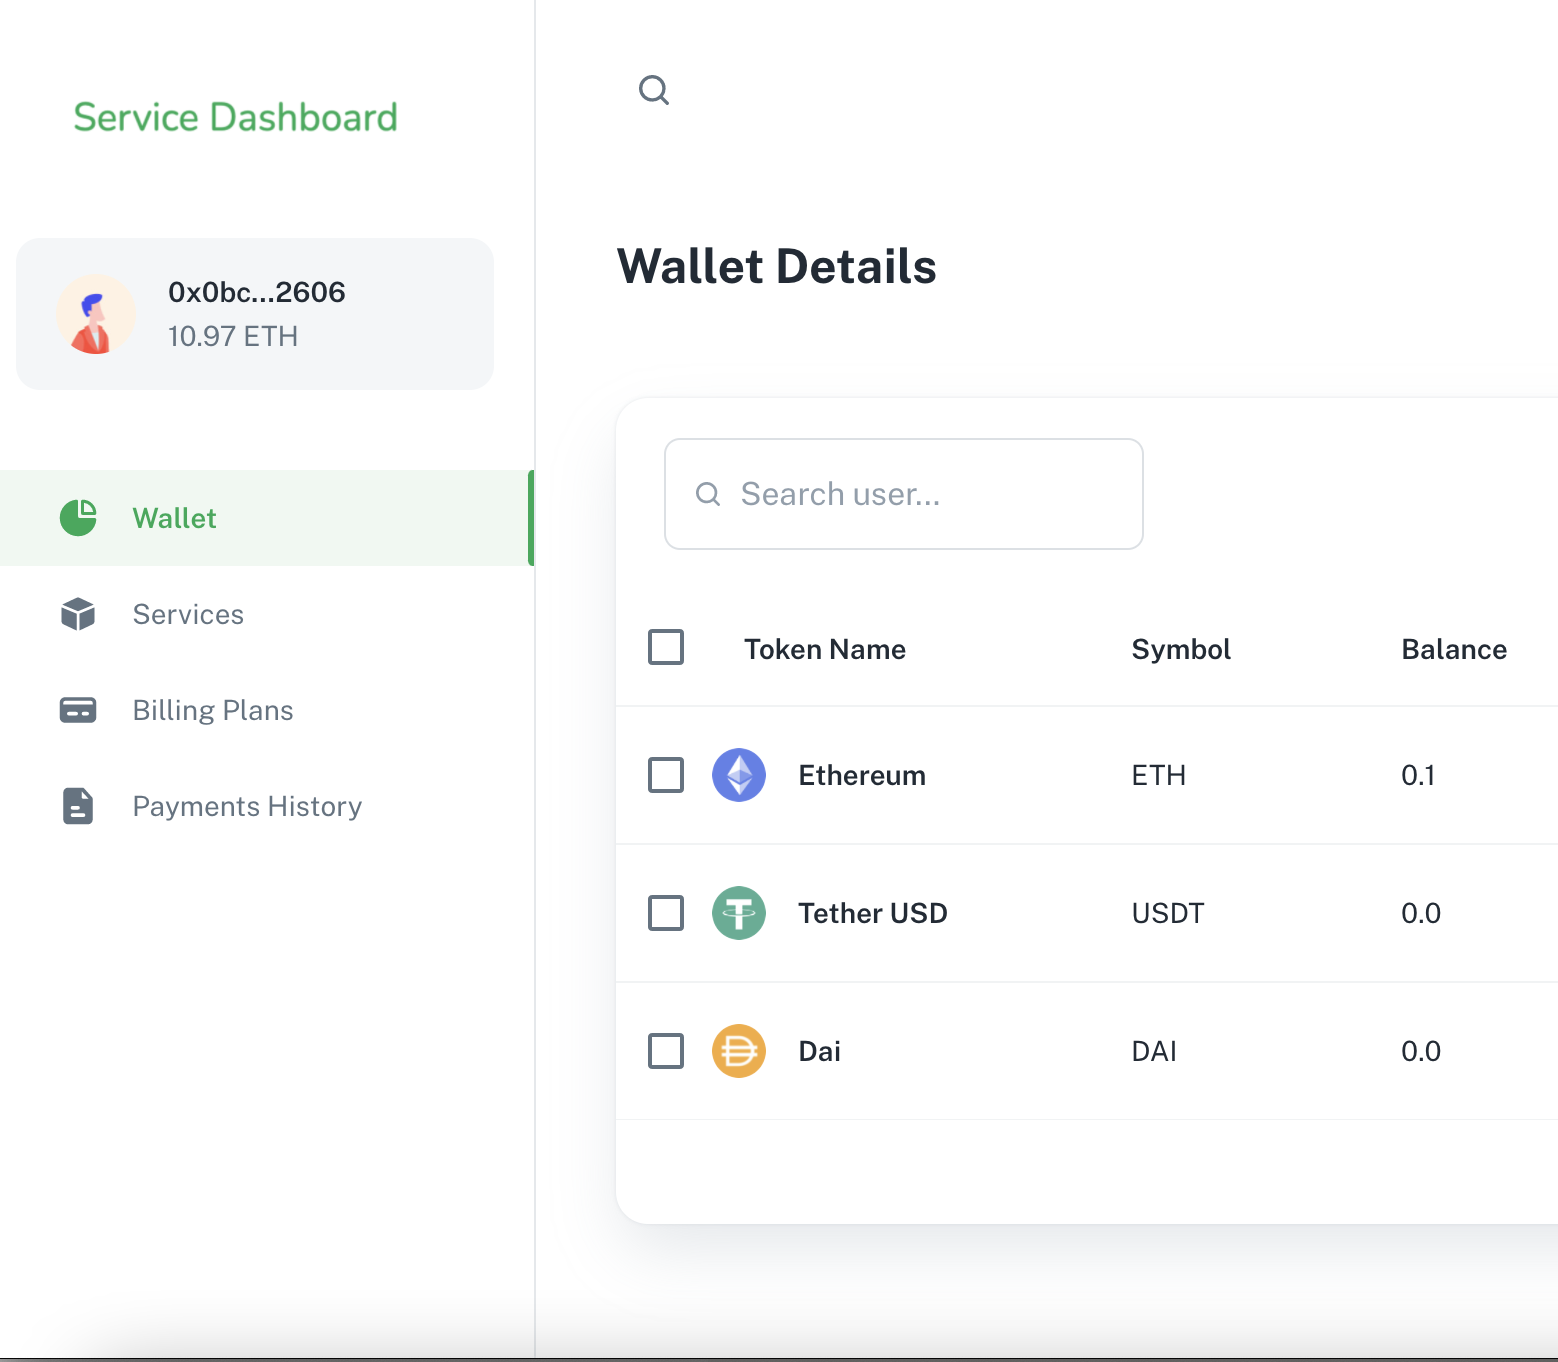 Service Dashboard
0x0bc...2606
10.97 ETH
Wallet
Services
Billing Plans
Payments History
Wallet Details
Search user...
Token Name Symbol Balance
Ethereum ETH 0.1
Tether USD USDT 0.0
Dai DAI 0.0